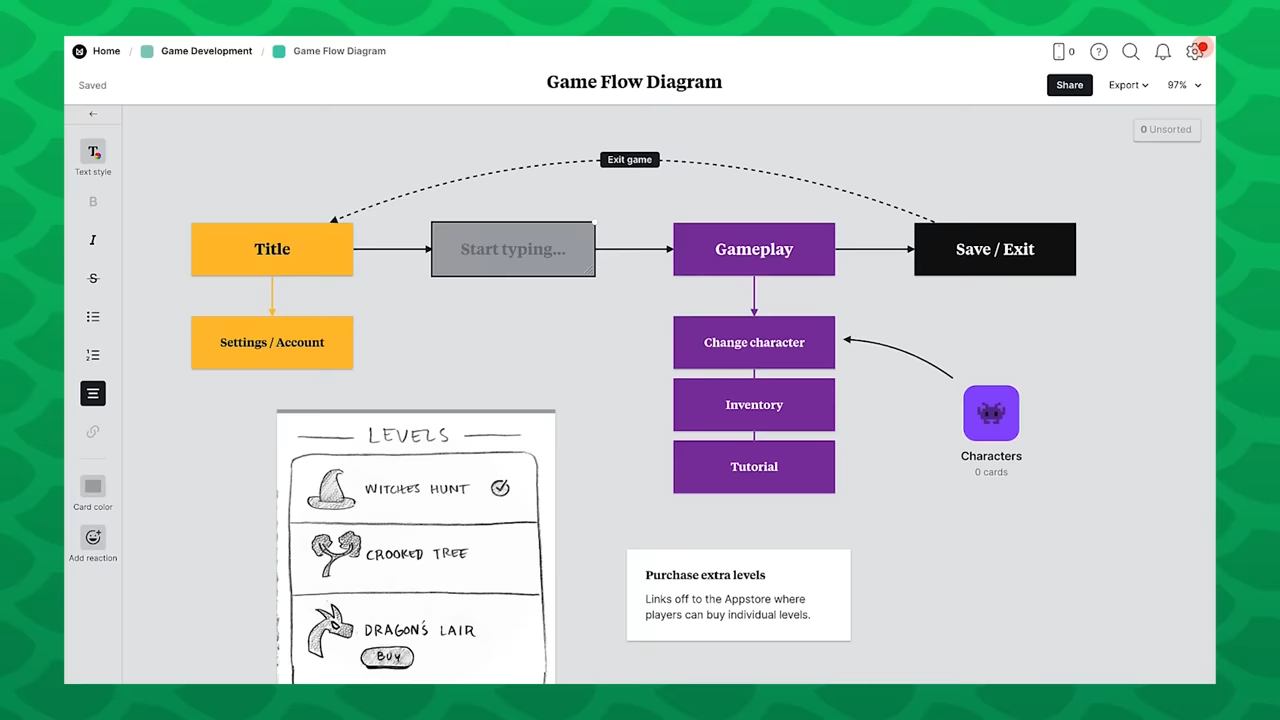 Home / Game Development / Game Flow Diagram
0
Saved
Game Flow Diagram
Share
Export
97%
0 Unsorted
T
Text style
B
I
S
1
2
Card color
Add reaction
Exit game
Title
Start typing...
Gameplay
Save / Exit
Settings / Account
Change character
Inventory
Tutorial
Characters
0 cards
LEVELS
WITCHES HUNT
CROOKED TREE
DRAGON'S LAIR
BUY
Purchase extra levels
Links off to the Appstore where
players can buy individual levels.